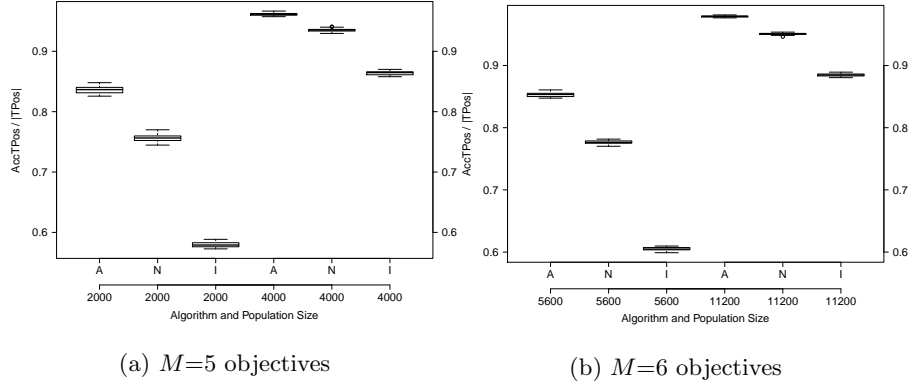 AccTPos / |TPos|
0.9
0.8
0.7
0.6
0.9
0.8
0.7
0.6
A N I A N I
2000 2000 2000 4000 4000 4000
Algorithm and Population Size
(a) M=5 objectives
AccTPos / |TPos|
0.9
0.8
0.7
0.6
0.9
0.8
0.7
0.6
A N I A N I
5600 5600 5600 11200 11200 11200
Algorithm and Population Size
(b) M=6 objectives